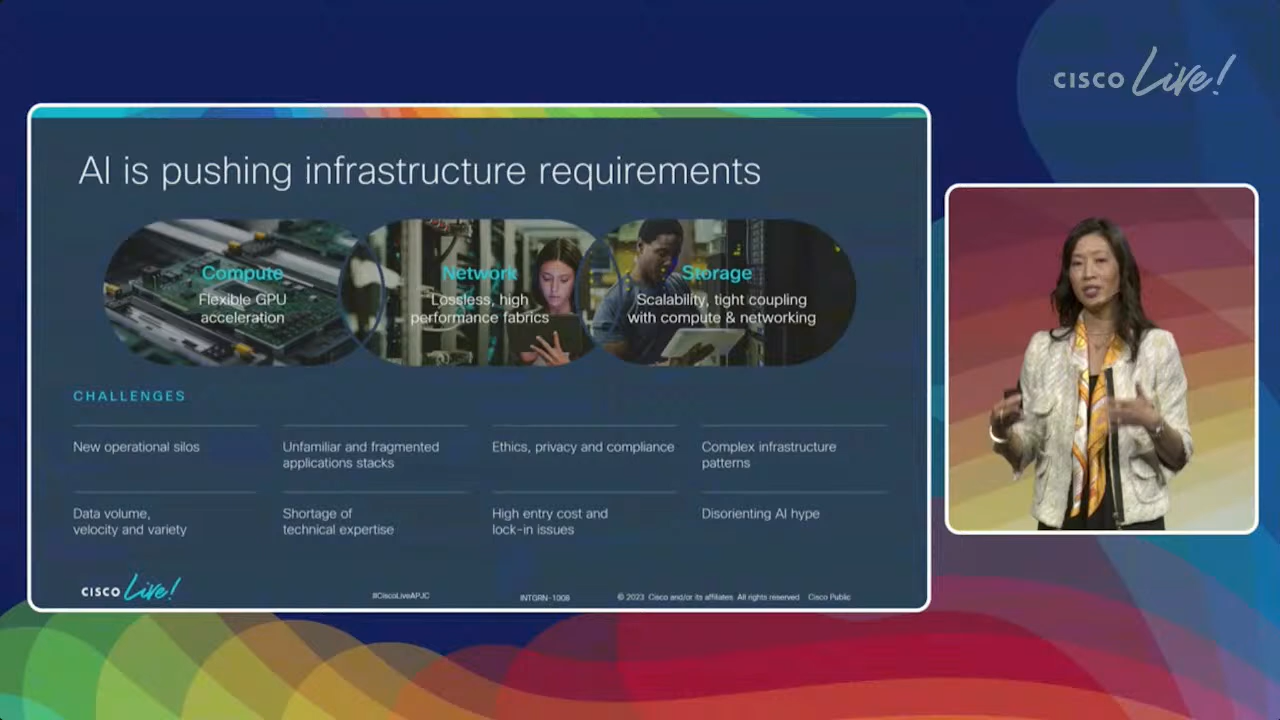 CISCO Live!
AI is pushing infrastructure requirements
Compute
Flexible GPU
acceleration
Network
Lossless, high
performance fabrics
Storage
Scalability, tight coupling
with compute & networking
CHALLENGES
New operational silos
Unfamiliar and fragmented
applications stacks
Ethics, privacy and compliance
Complex infrastructure
patterns
Data volume,
velocity and variety
Shortage of
technical expertise
High entry cost and
lock-in issues
Disorienting AI hype
CISCO Live!
#CiscoLiveAPJC
INTGRN-1008
© 2023 Cisco and/or its affiliates All rights reserved Cisco Public